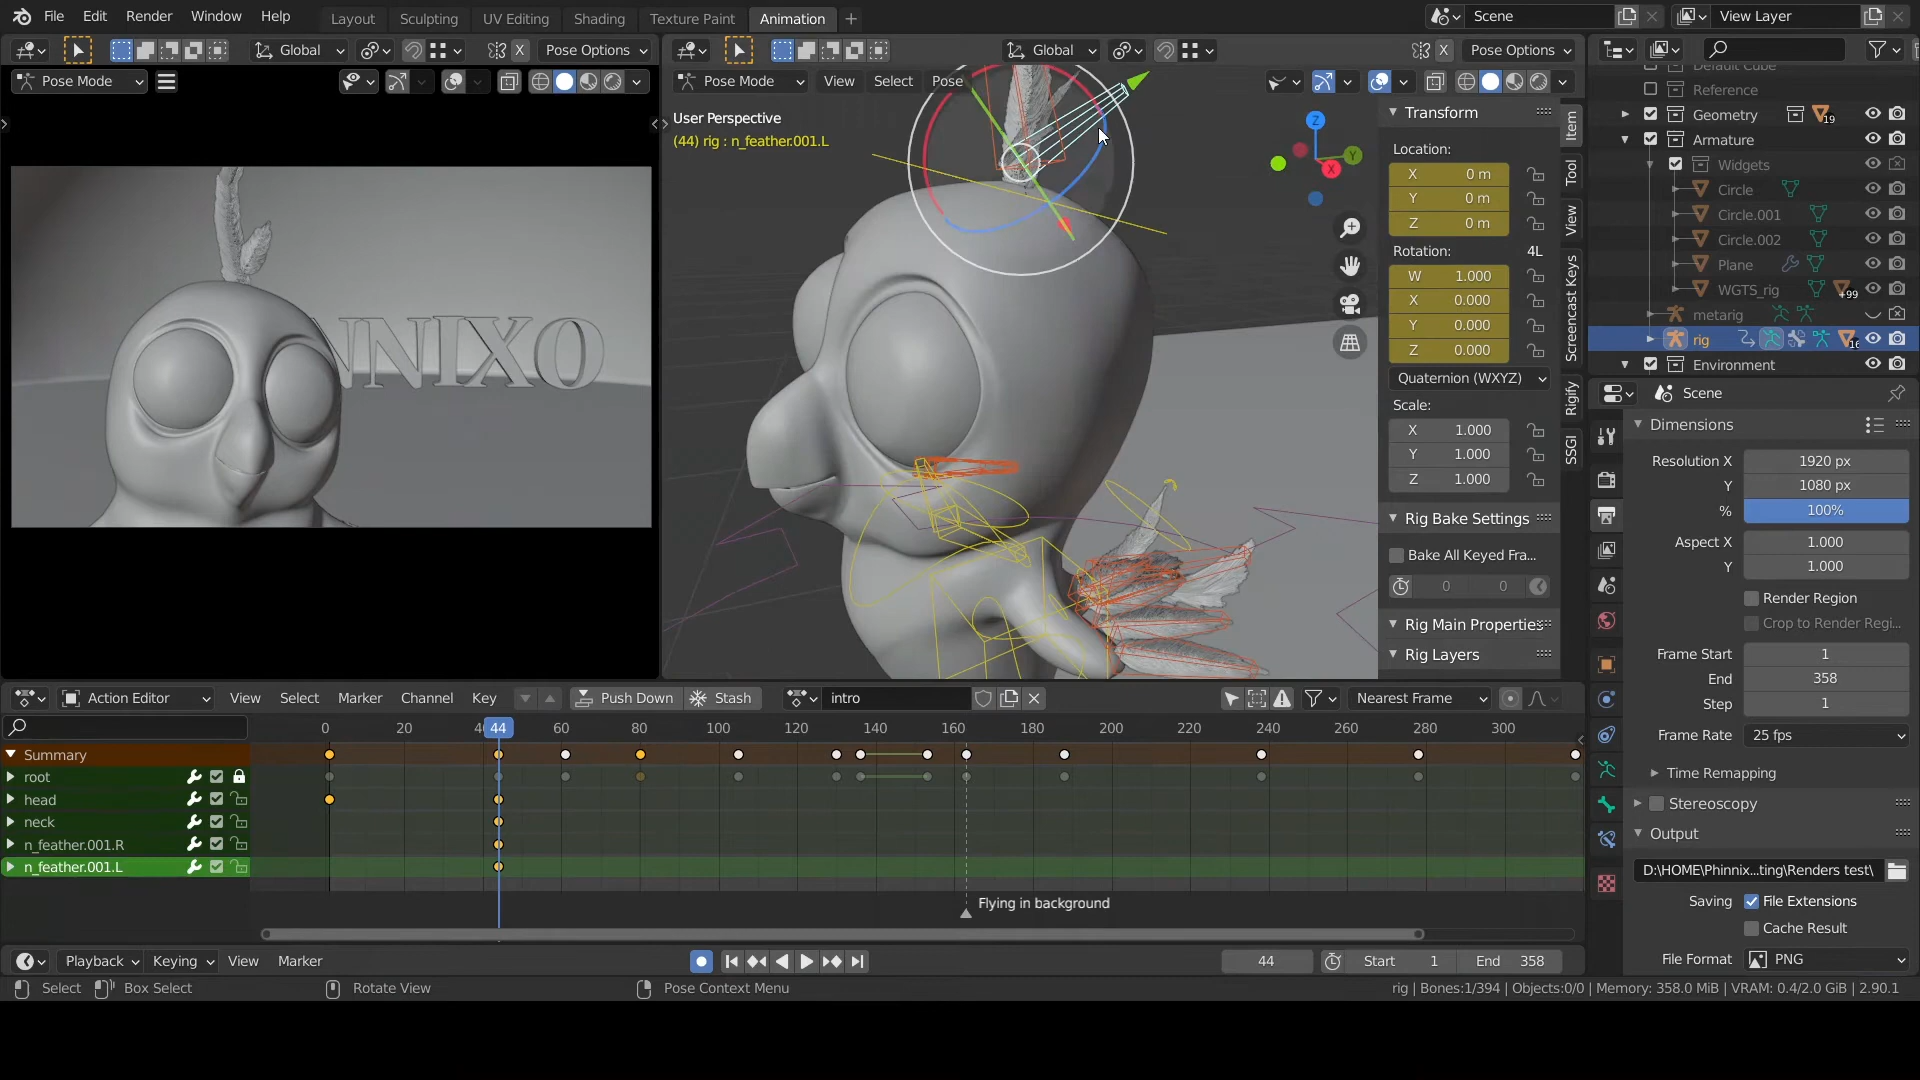 File Edit Render Window Help Layout Sculpting UV Editing Shading Texture Paint Animation + Scene View Layer
Global X Pose Options Global X Pose Options
Pose Mode Pose Mode View Select Pose
User Perspective
(44) rig : n_feather.001.L
NNIXO
Z
Y
X
Transform
Location:
X 0 m
Y 0 m
Z 0 m
Rotation: 4L
W 1.000
X 0.000
Y 0.000
Z 0.000
Quaternion (WXYZ)
Scale:
X 1.000
Y 1.000
Z 1.000
Rig Bake Settings
Bake All Keyed Fra...
0 0
Rig Main Properties
Rig Layers
Item
Tool
View
Screencast Keys
Rigify
SSGI
Default Cube
Reference
Geometry 19
Armature
Widgets
Circle
Circle.001
Circle.002
Plane
WGTS_rig +99
metarig
rig 16
Environment
Scene
Dimensions
Resolution X 1920 px
Y 1080 px
% 100%
Aspect X 1.000
Y 1.000
Render Region
Crop to Render Regi...
Frame Start 1
End 358
Step 1
Frame Rate 25 fps
Time Remapping
Stereoscopy
Output
D:\HOME\Phinnix...ting\Renders test\
Saving File Extensions
Cache Result
File Format PNG
Action Editor View Select Marker Channel Key Push Down Stash intro Nearest Frame
0 20 44 60 80 100 120 140 160 180 200 220 240 260 280 300
Summary
root
head
neck
n_feather.001.R
n_feather.001.L
Flying in background
Playback Keying View Marker 44 Start 1 End 358
Select Box Select Rotate View Pose Context Menu rig | Bones:1/394 | Objects:0/0 | Memory: 358.0 MiB | VRAM: 0.4/2.0 GiB | 2.90.1